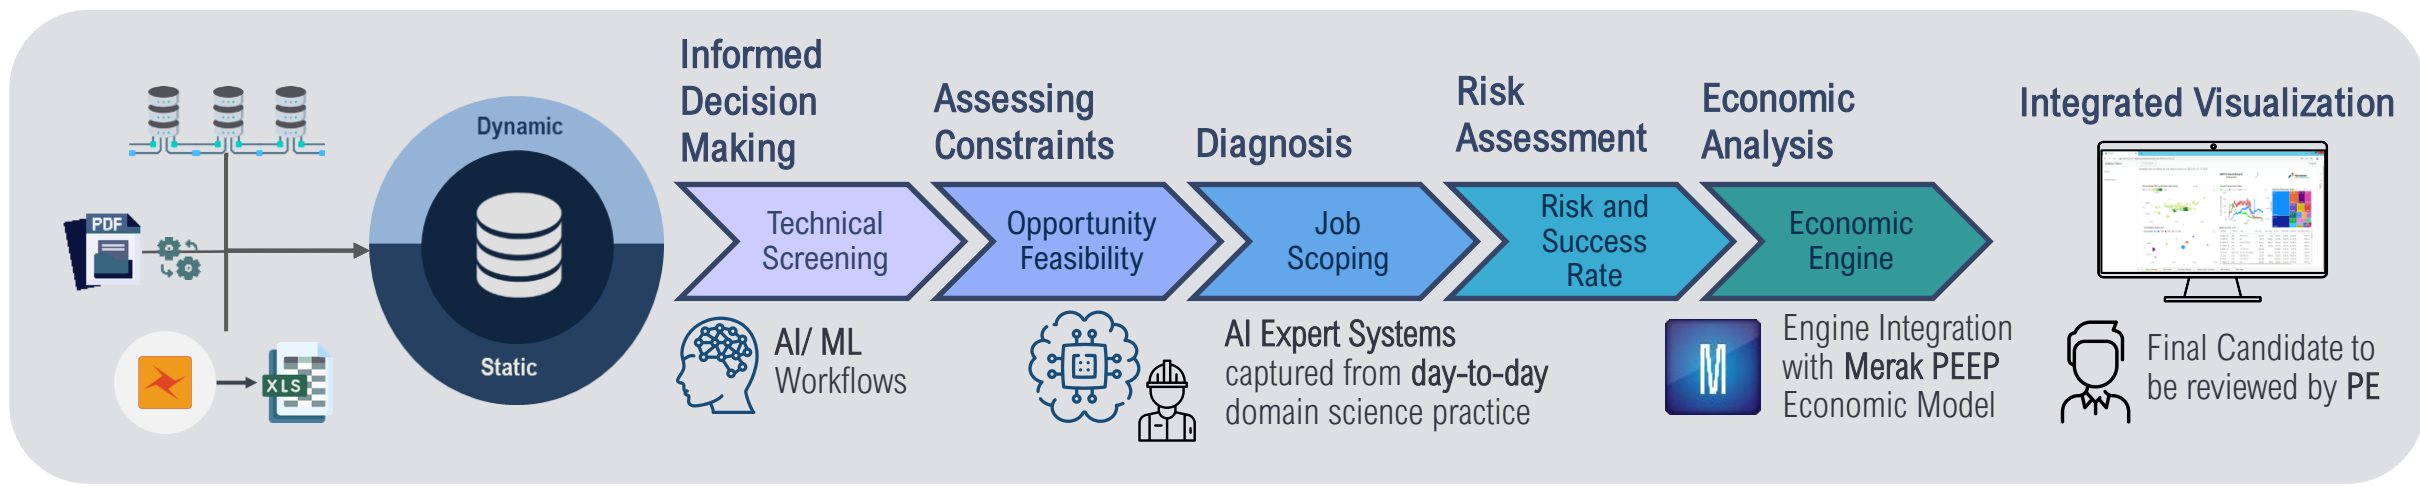 PDF
XLS
Dynamic
Static
Informed
Decision
Making
Technical
Screening
AI/ ML
Workflows
Assessing
Constraints
Opportunity
Feasibility
Diagnosis
Job
Scoping
AI Expert Systems
captured from day-to-day
domain science practice
Risk
Assessment
Risk and
Success
Rate
Economic
Analysis
Economic
Engine
M
Engine Integration
with Merak PEEP
Economic Model
Integrated Visualization
Final Candidate to
be reviewed by PE